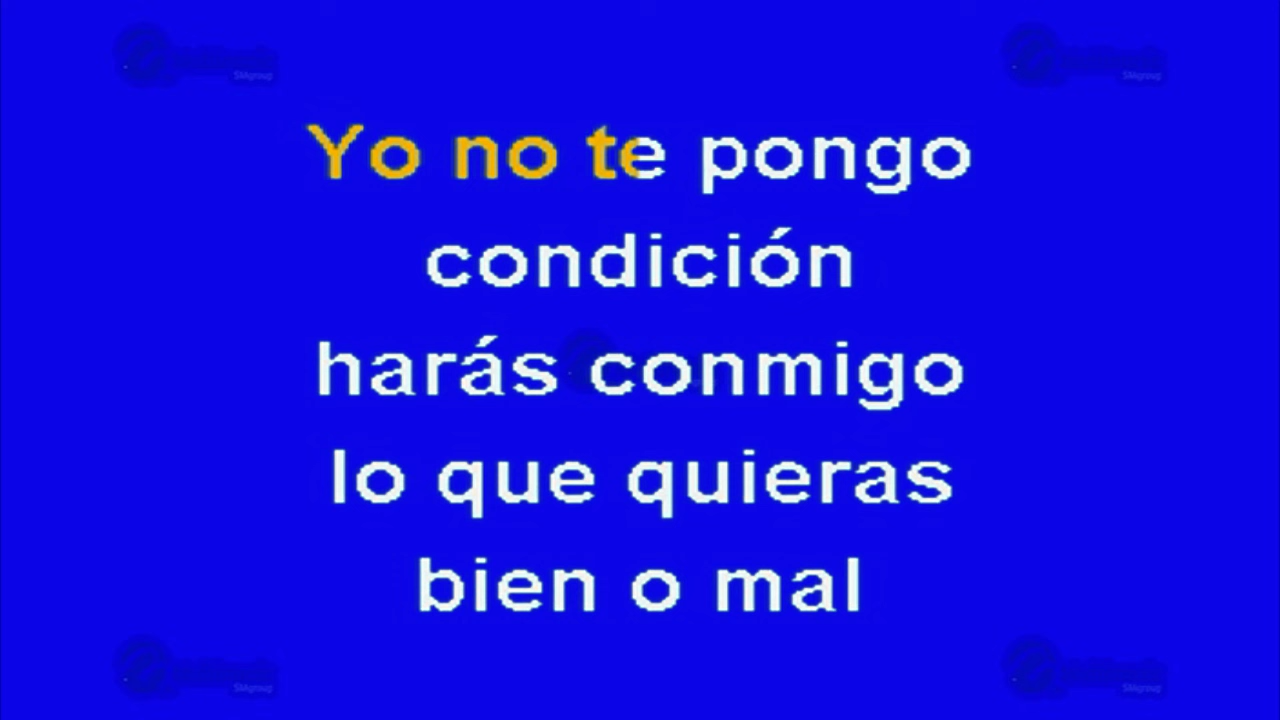 Yo no te pongo
condición
harás conmigo
lo que quieras
bien o mal